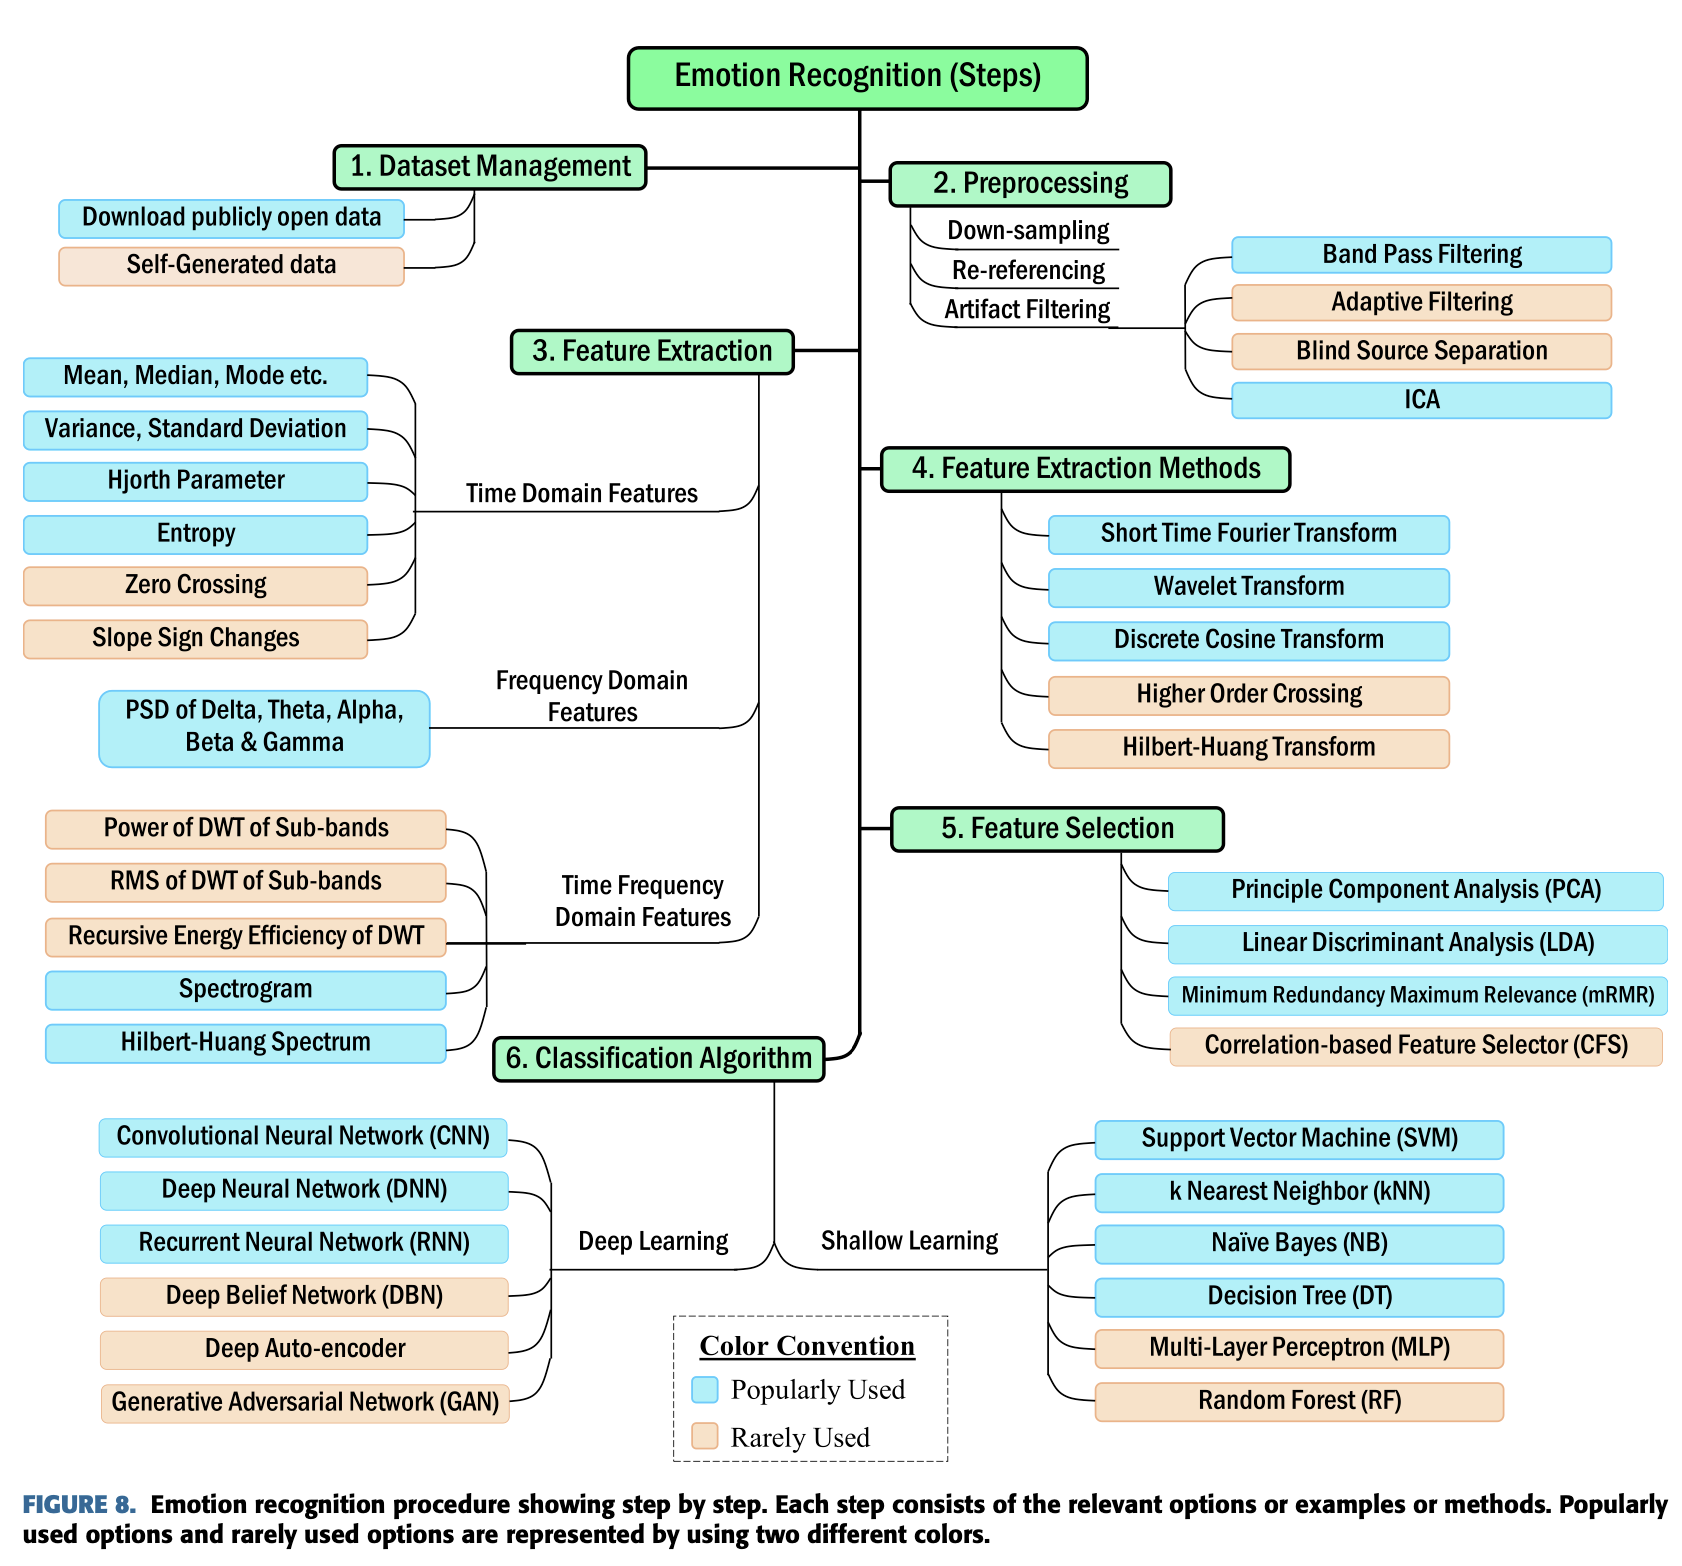 Emotion Recognition (Steps)
1. Dataset Management
Download publicly open data
Self-Generated data
2. Preprocessing
Down-sampling
Re-referencing
Artifact Filtering
Band Pass Filtering
Adaptive Filtering
Blind Source Separation
ICA
3. Feature Extraction
Time Domain Features
Mean, Median, Mode etc.
Variance, Standard Deviation
Hjorth Parameter
Entropy
Zero Crossing
Slope Sign Changes
Frequency Domain
Features
PSD of Delta, Theta, Alpha,
Beta & Gamma
Time Frequency
Domain Features
Power of DWT of Sub-bands
RMS of DWT of Sub-bands
Recursive Energy Efficiency of DWT
Spectrogram
Hilbert-Huang Spectrum
4. Feature Extraction Methods
Short Time Fourier Transform
Wavelet Transform
Discrete Cosine Transform
Higher Order Crossing
Hilbert-Huang Transform
5. Feature Selection
Principle Component Analysis (PCA)
Linear Discriminant Analysis (LDA)
Minimum Redundancy Maximum Relevance (mRMR)
Correlation-based Feature Selector (CFS)
6. Classification Algorithm
Deep Learning
Convolutional Neural Network (CNN)
Deep Neural Network (DNN)
Recurrent Neural Network (RNN)
Deep Belief Network (DBN)
Deep Auto-encoder
Generative Adversarial Network (GAN)
Shallow Learning
Support Vector Machine (SVM)
k Nearest Neighbor (kNN)
Naïve Bayes (NB)
Decision Tree (DT)
Multi-Layer Perceptron (MLP)
Random Forest (RF)
Color Convention
Popularly Used
Rarely Used
FIGURE 8. Emotion recognition procedure showing step by step. Each step consists of the relevant options or examples or methods. Popularly
used options and rarely used options are represented by using two different colors.